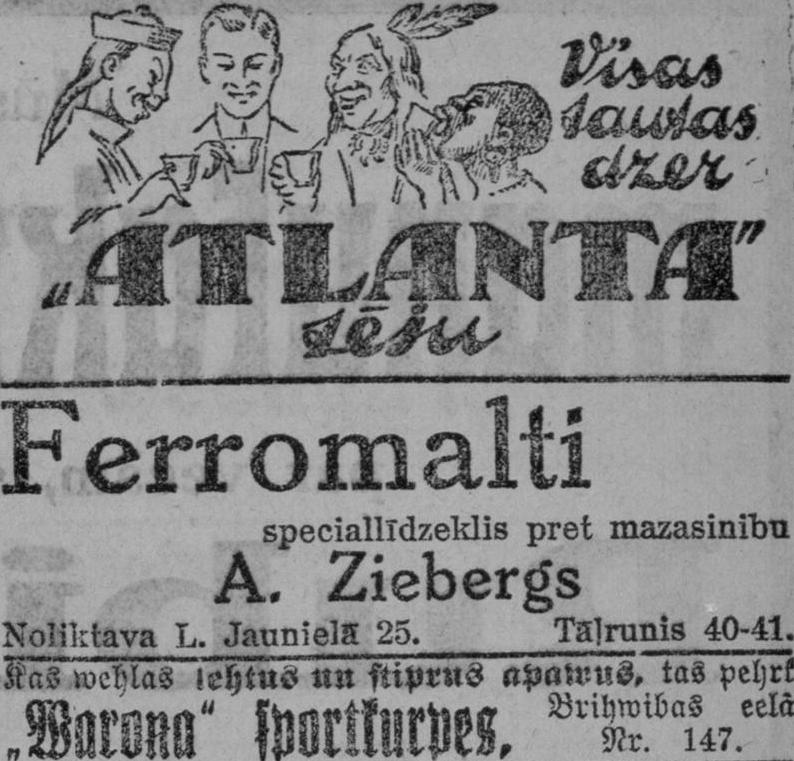 Visas
tautas
dzer
„ATLANTA”
tēju
Ferromalti
speciallīdzeklis pret mazasinibu
A. Ziebergs
Noliktava L. Jaunielā 25. Tāļrunis 40-41.
Kas wehlas lehtus un stiprus apawus, tas pehrk
„Warona“ sportkurpes, Brihwibas eelā
Nr. 147.